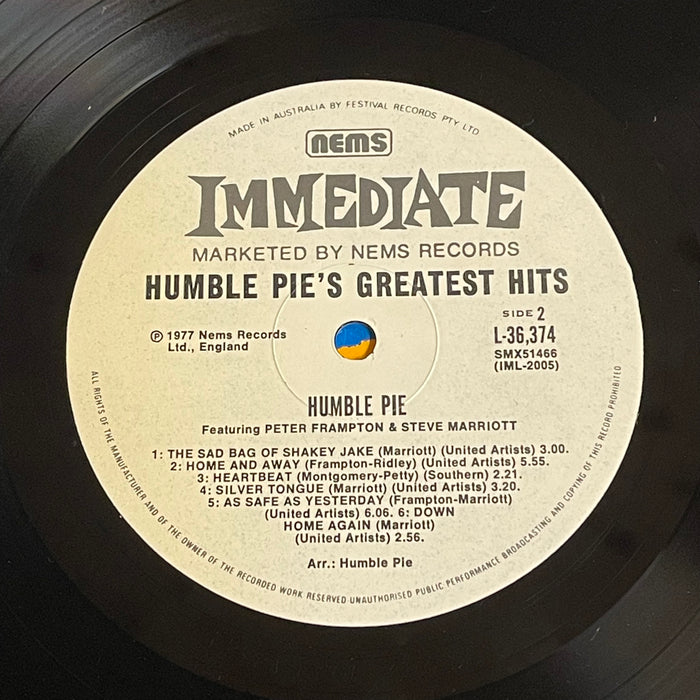 MADE IN AUSTRALIA BY FESTIVAL RECORDS PTY LTD
nems
IMMEDIATE
MARKETED BY NEMS RECORDS
HUMBLE PIE'S GREATEST HITS
SIDE 2
L-36,374
SMX51466
(IML-2005)
Ⓟ 1977 Nems Records
Ltd., England
HUMBLE PIE
Featuring PETER FRAMPTON & STEVE MARRIOTT
1: THE SAD BAG OF SHAKEY JAKE (Marriott) (United Artists) 3.00.
2: HOME AND AWAY (Frampton-Ridley) (United Artists) 5.55.
3: HEARTBEAT (Montgomery-Petty) (Southern) 2.21.
4: SILVER TONGUE (Marriott) (United Artists) 3.20.
5: AS SAFE AS YESTERDAY (Frampton-Marriott)
(United Artists) 6.06. 6: DOWN
HOME AGAIN (Marriott)
(United Artists) 2.56.
Arr.: Humble Pie
ALL RIGHTS OF THE MANUFACTURER AND OF THE OWNER OF THE RECORDED WORK RESERVED·UNAUTHORISED PUBLIC PERFORMANCE BROADCASTING AND COPYING OF THIS RECORD PROHIBITED